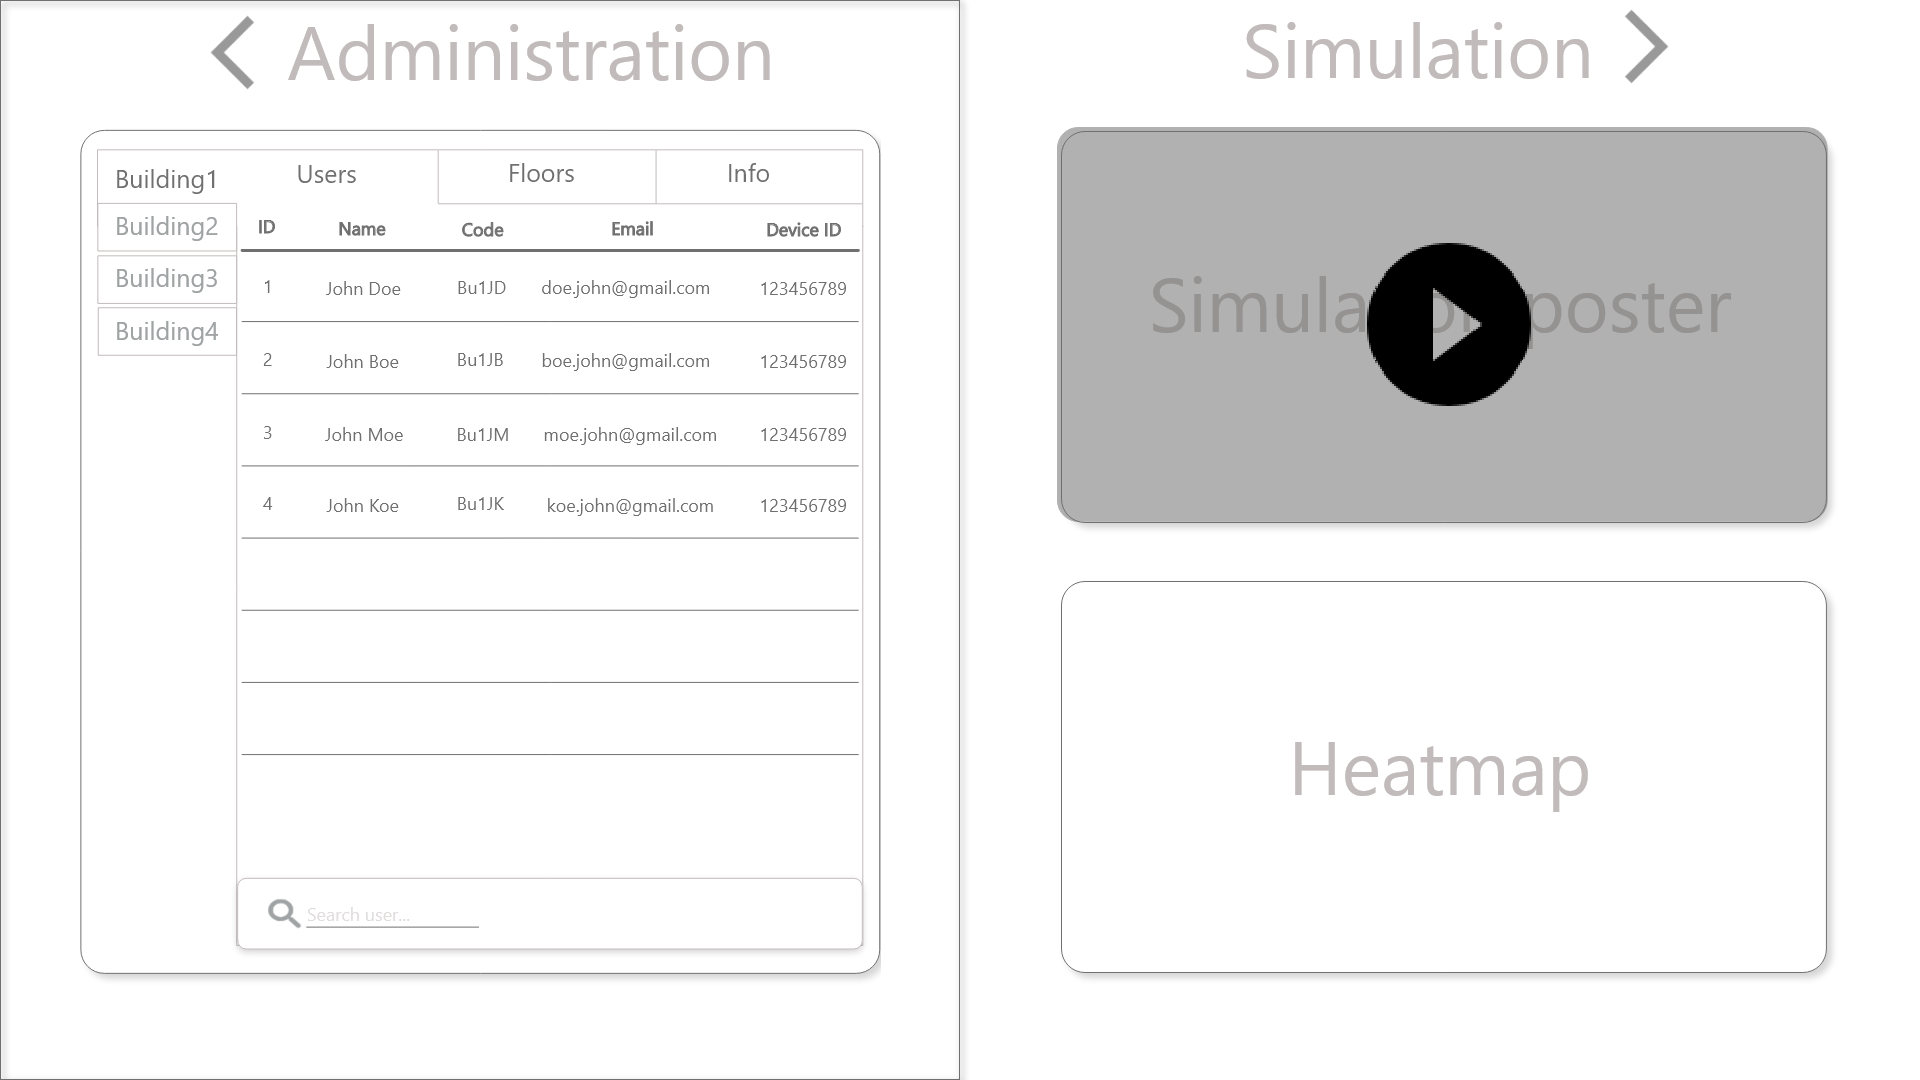 Administration
Building1
Building2
Building3
Building4
Users Floors Info
ID Name Code Email Device ID
1 John Doe Bu1JD doe.john@gmail.com 123456789
2 John Boe Bu1JB boe.john@gmail.com 123456789
3 John Moe Bu1JM moe.john@gmail.com 123456789
4 John Koe Bu1JK koe.john@gmail.com 123456789
Search user...
Simulation
Simulation poster
Heatmap